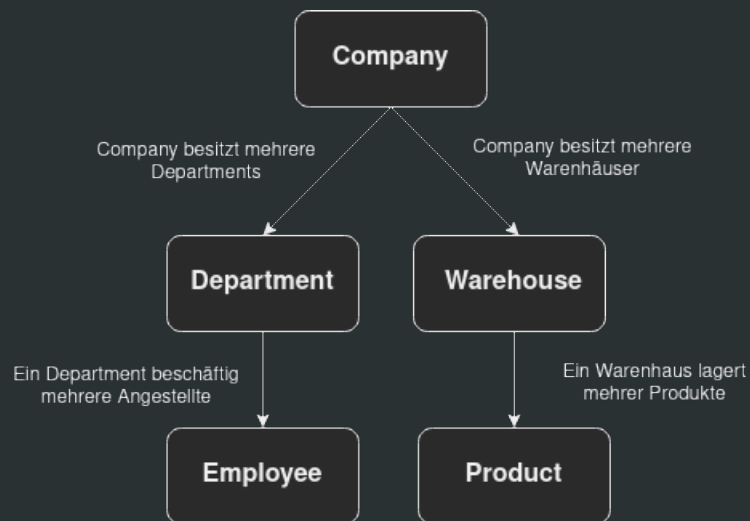 Company
Company besitzt mehrere
Departments
Company besitzt mehrere
Warenhäuser
Department
Warehouse
Ein Department beschäftig
mehrere Angestellte
Ein Warenhaus lagert
mehrer Produkte
Employee
Product